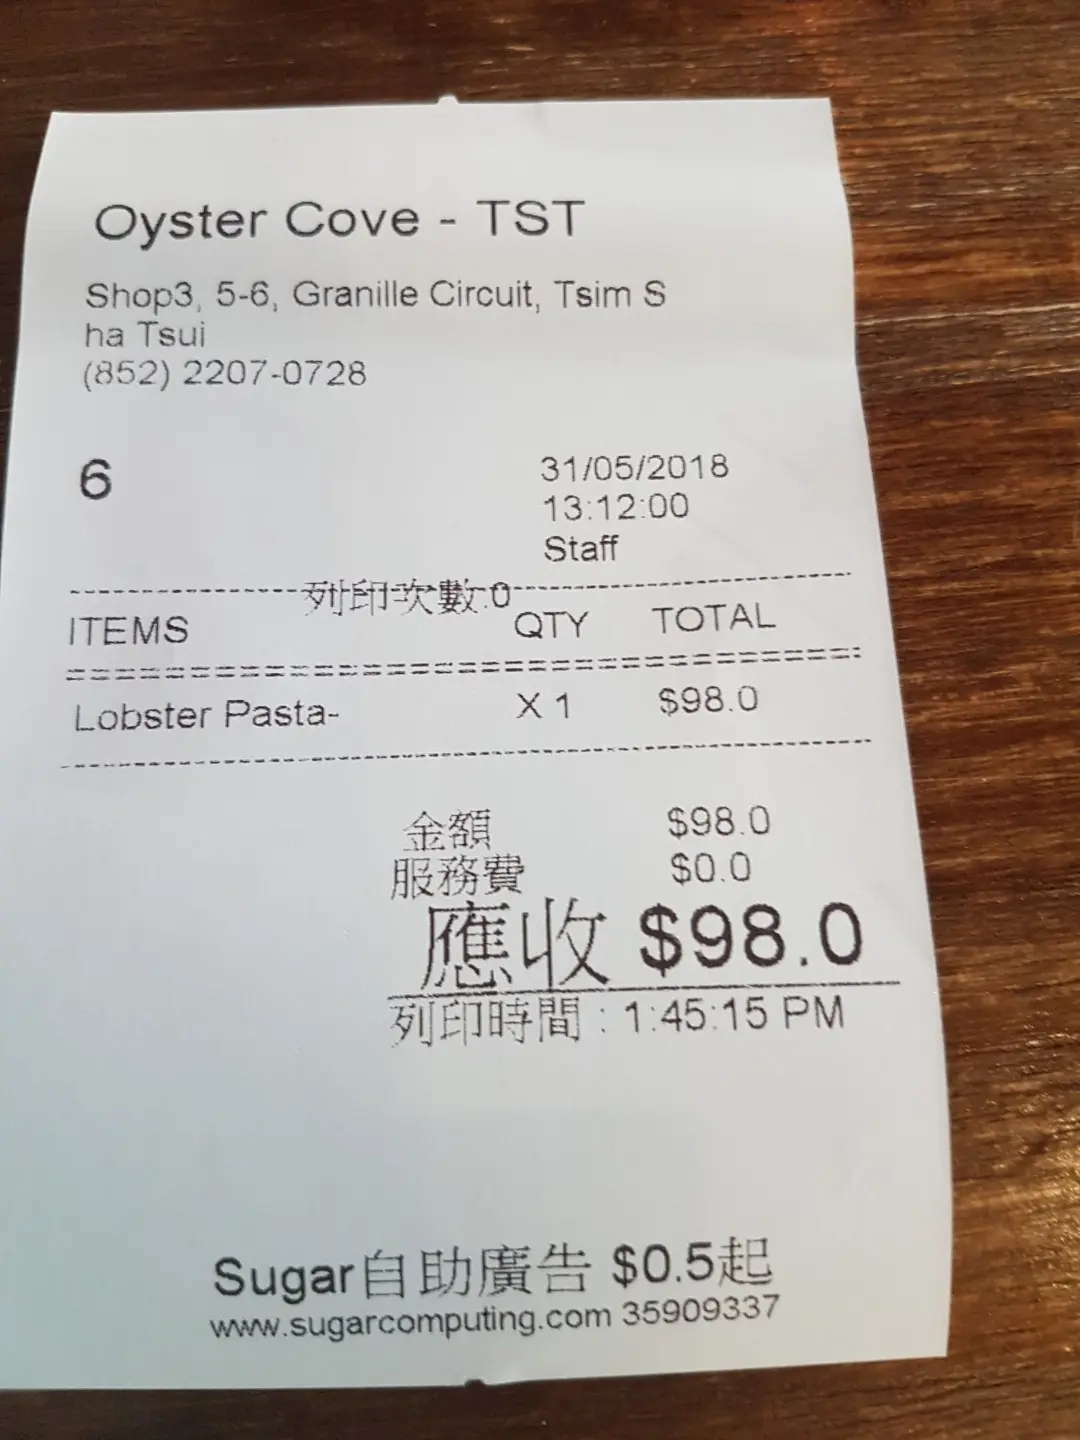 Oyster Cove - TST
Shop3, 5-6, Granille Circuit, Tsim S
ha Tsui
(852) 2207-0728
6
31/05/2018
13:12:00
Staff
列印次數:0
ITEMS QTY TOTAL
Lobster Pasta- X 1 $98.0
金額 $98.0
服務費 $0.0
應收 $98.0
列印時間 : 1:45:15 PM
Sugar自助廣告 $0.5起
www.sugarcomputing.com 35909337